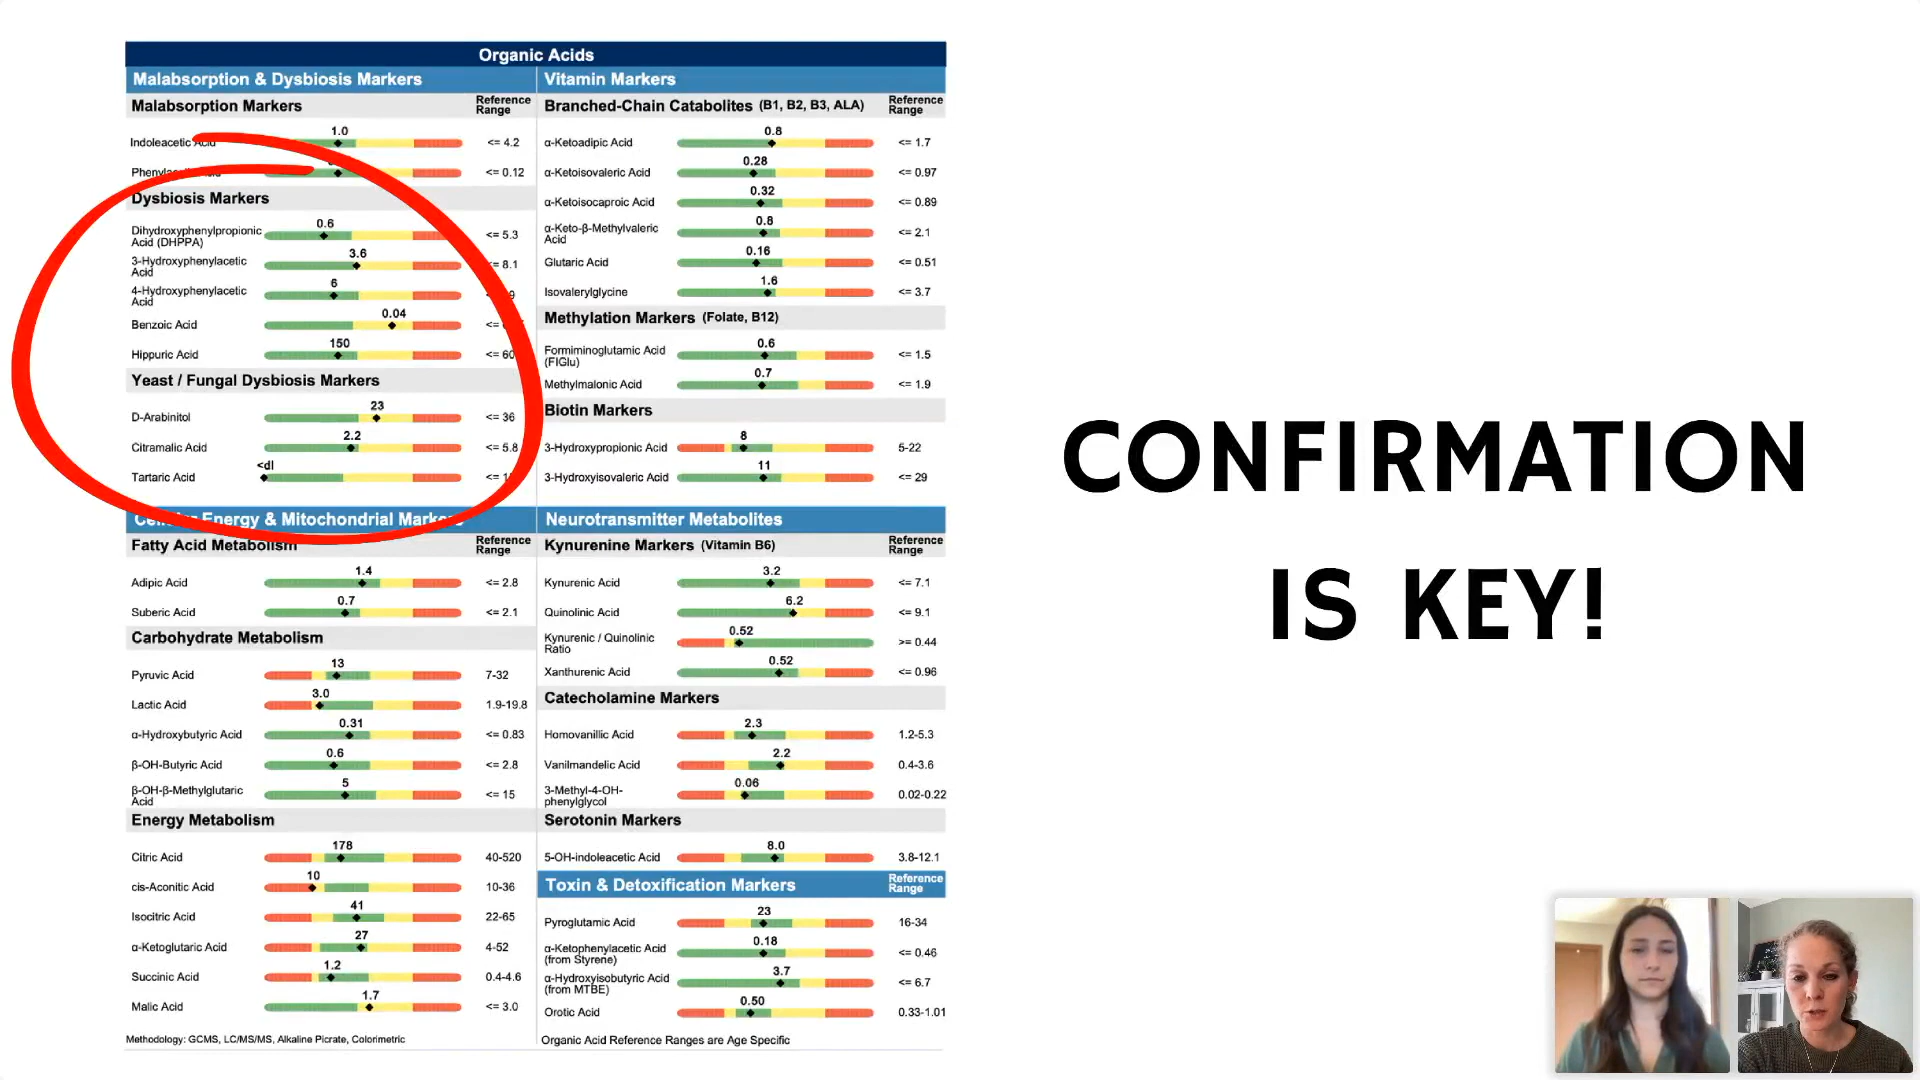 Organic Acids
Malabsorption & Dysbiosis Markers
Malabsorption Markers Reference Range
1.0
Indoleacetic Acid <= 4.2
<= 0.12
Dysbiosis Markers
0.6
Dihydroxyphenylpropionic Acid (DHPPA) <= 5.3
3.6
3-Hydroxyphenylacetic Acid <= 8.1
6
4-Hydroxyphenylacetic Acid
0.04
Benzoic Acid <=
150
Hippuric Acid <= 60
Yeast / Fungal Dysbiosis Markers
23
D-Arabinitol <= 36
2.2
Citramalic Acid <= 5.8
<dl
Tartaric Acid <=
Cellular Energy & Mitochondrial Markers
Fatty Acid Metabolism Reference Range
1.4
Adipic Acid <= 2.8
0.7
Suberic Acid <= 2.1
Carbohydrate Metabolism
13
Pyruvic Acid 7-32
3.0
Lactic Acid 1.9-19.8
0.31
α-Hydroxybutyric Acid <= 0.83
0.6
β-OH-Butyric Acid <= 2.8
5
β-OH-β-Methylglutaric Acid <= 15
Energy Metabolism
178
Citric Acid 40-520
10
cis-Aconitic Acid 10-36
41
Isocitric Acid 22-65
27
α-Ketoglutaric Acid 4-52
1.2
Succinic Acid 0.4-4.6
1.7
Malic Acid <= 3.0
Methodology: GCMS, LC/MS/MS, Alkaline Picrate, Colorimetric
Vitamin Markers
Branched-Chain Catabolites (B1, B2, B3, ALA) Reference Range
0.8
α-Ketoadipic Acid <= 1.7
0.28
α-Ketoisovaleric Acid <= 0.97
0.32
α-Ketoisocaproic Acid <= 0.89
0.8
α-Keto-β-Methylvaleric Acid <= 2.1
0.16
Glutaric Acid <= 0.51
1.6
Isovalerylglycine <= 3.7
Methylation Markers (Folate, B12)
0.6
Formiminoglutamic Acid (FIGlu) <= 1.5
0.7
Methylmalonic Acid <= 1.9
Biotin Markers
8
3-Hydroxypropionic Acid 5-22
11
3-Hydroxyisovaleric Acid <= 29
Neurotransmitter Metabolites
Kynurenine Markers (Vitamin B6) Reference Range
3.2
Kynurenic Acid <= 7.1
6.2
Quinolinic Acid <= 9.1
0.52
Kynurenic / Quinolinic Ratio >= 0.44
0.52
Xanthurenic Acid <= 0.96
Catecholamine Markers
2.3
Homovanillic Acid 1.2-5.3
2.2
Vanilmandelic Acid 0.4-3.6
0.06
3-Methyl-4-OH-phenylglycol 0.02-0.22
Serotonin Markers
8.0
5-OH-indoleacetic Acid 3.8-12.1
Toxin & Detoxification Markers Reference Range
23
Pyroglutamic Acid 16-34
0.18
α-Ketophenylacetic Acid (from Styrene) <= 0.46
3.7
α-Hydroxyisobutyric Acid (from MTBE) <= 6.7
0.50
Orotic Acid 0.33-1.01
Organic Acid Reference Ranges are Age Specific
CONFIRMATION
IS KEY!